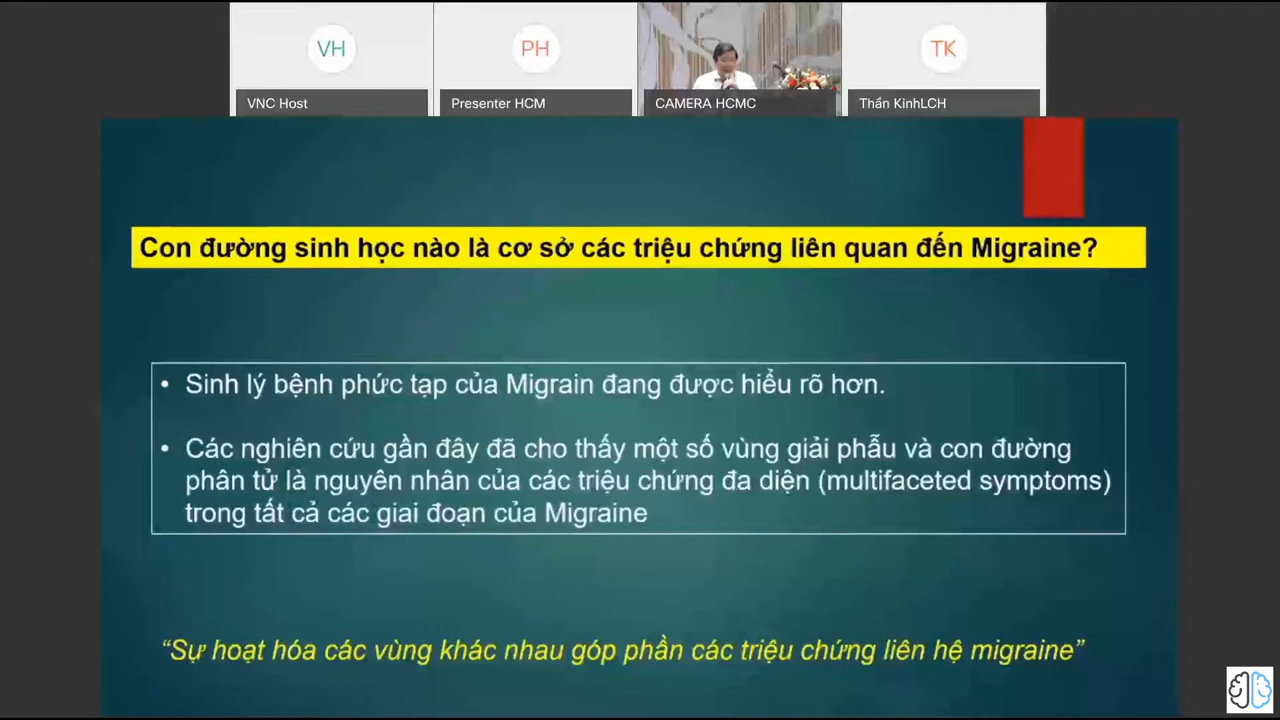 VH
PH
TK
VNC Host
Presenter HCM
CAMERA HCMC
Thần KinhLCH
Con đường sinh học nào là cơ sở các triệu chứng liên quan đến Migraine?
• Sinh lý bệnh phức tạp của Migrain đang được hiểu rõ hơn.
• Các nghiên cứu gần đây đã cho thấy một số vùng giải phẫu và con đường
phân tử là nguyên nhân của các triệu chứng đa diện (multifaceted symptoms)
trong tất cả các giai đoạn của Migraine
“Sự hoạt hóa các vùng khác nhau góp phần các triệu chứng liên hệ migraine”